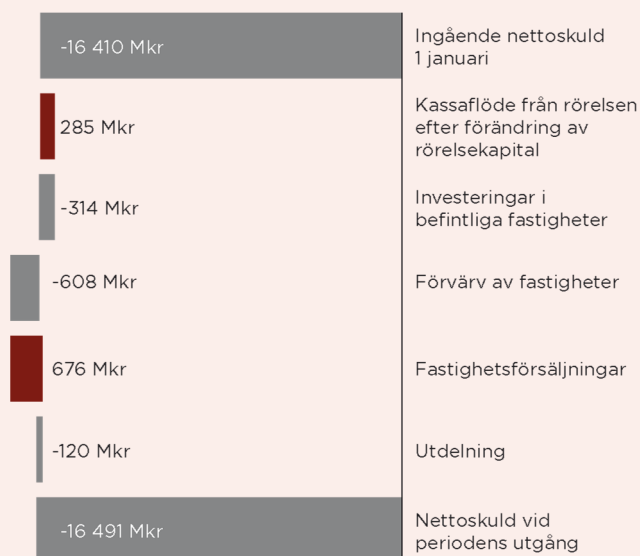 -16 410 Mkr
Ingående nettoskuld
1 januari
285 Mkr
Kassaflöde från rörelsen
efter förändring av
rörelsekapital
-314 Mkr
Investeringar i
befintliga fastigheter
-608 Mkr
Förvärv av fastigheter
676 Mkr
Fastighetsförsäljningar
-120 Mkr
Utdelning
-16 491 Mkr
Nettoskuld vid
periodens utgång